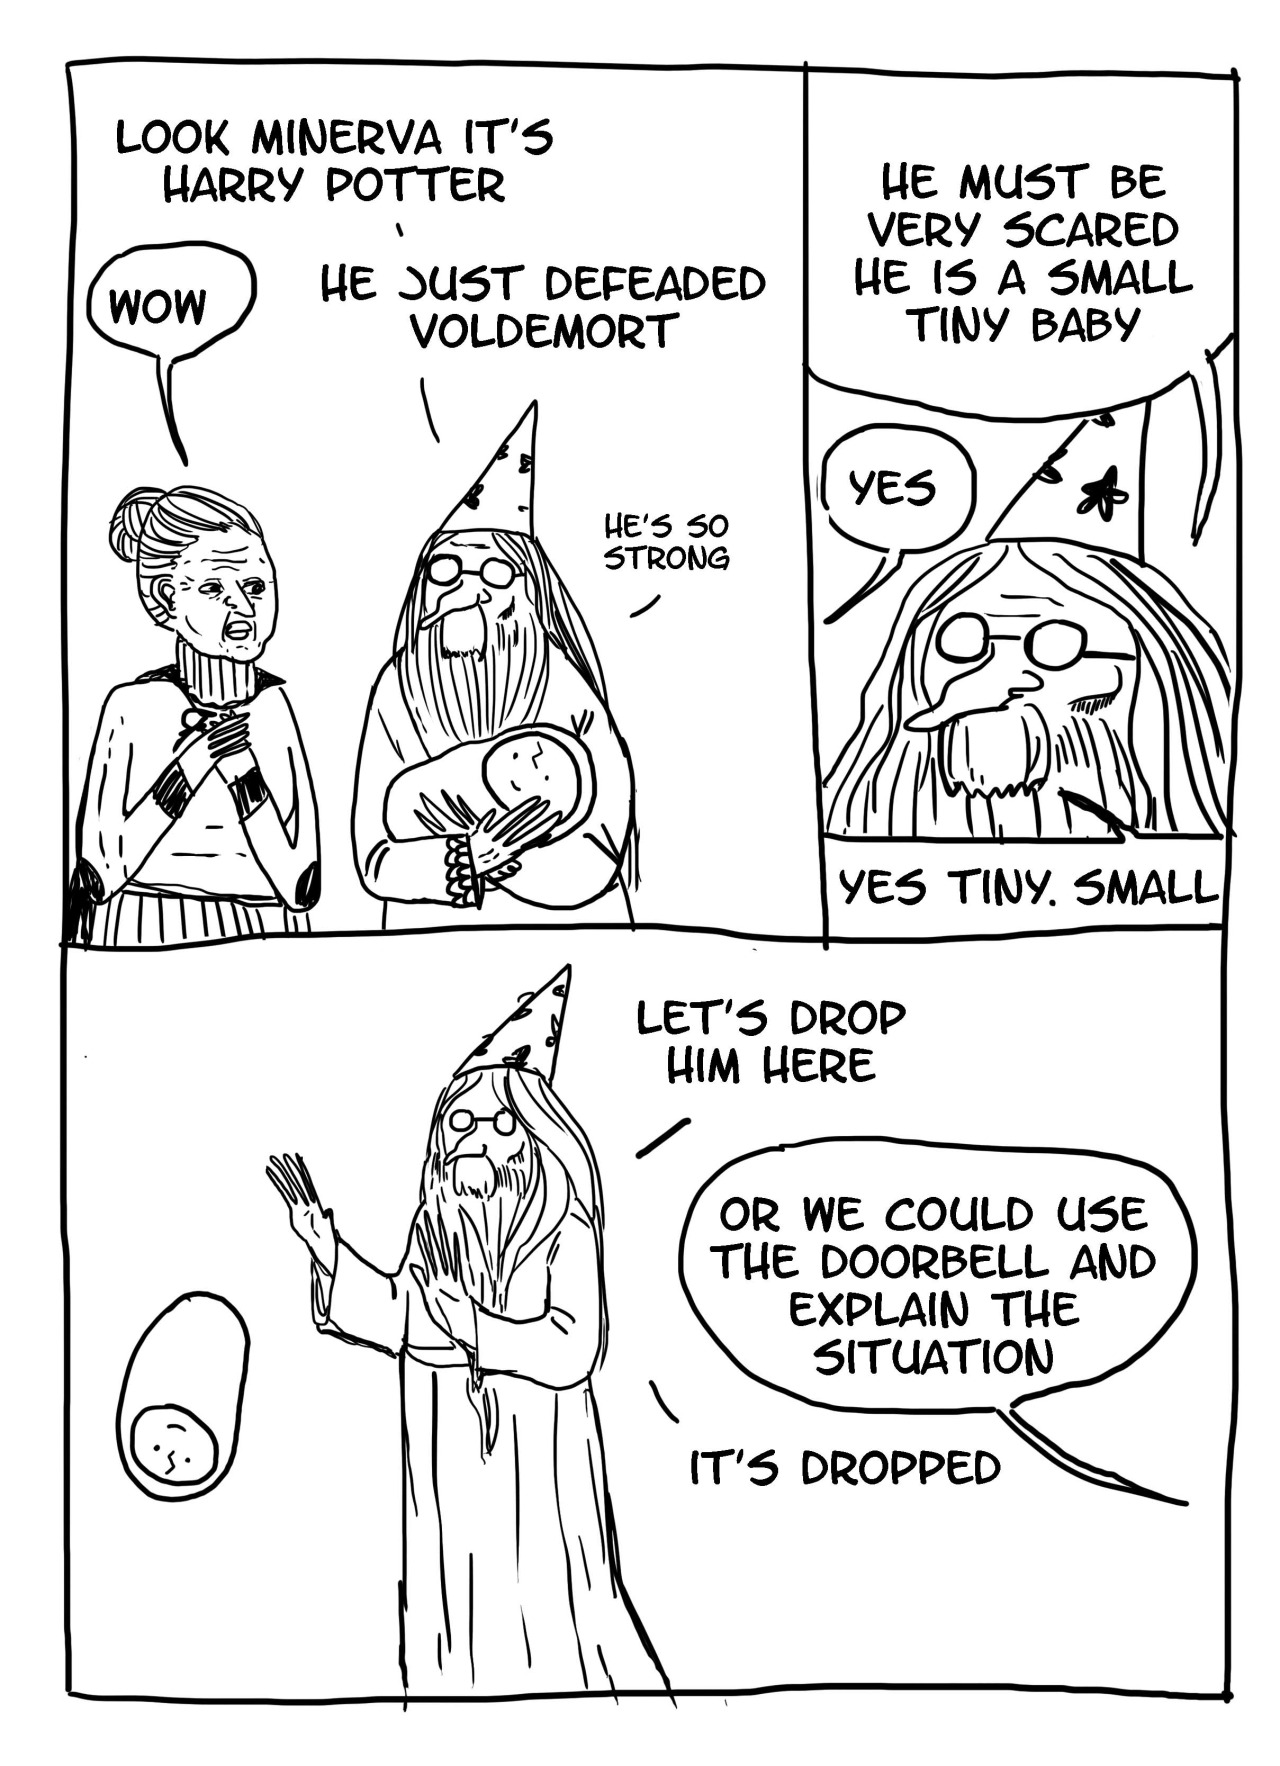 LOOK MINERVA IT'S
HARRY POTTER
WOW
HE JUST DEFEADED
VOLDEMORT
HE'S SO
STRONG
HE MUST BE
VERY SCARED
HE IS A SMALL
TINY BABY
YES
YES TINY. SMALL
LET'S DROP
HIM HERE
OR WE COULD USE
THE DOORBELL AND
EXPLAIN THE
SITUATION
IT'S DROPPED